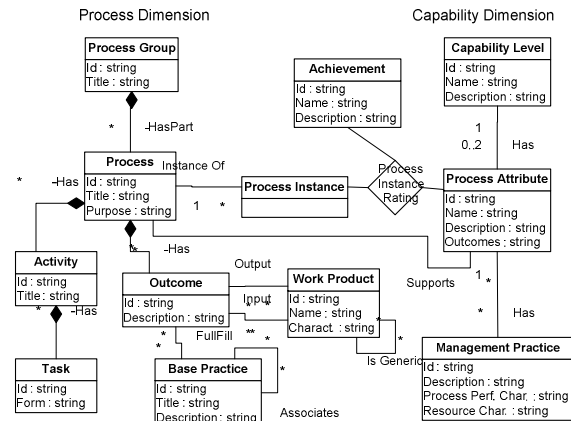 Process Dimension
Capability Dimension
Process Group
Id : string
Title : string
Achievement
Id : string
Name : string
Description : string
Capability Level
Id : string
Name : string
Description : string
*
-HasPart
1
0..2
Has
Process
Id : string
Title : string
Purpose : string
Instance Of
1
*
Process Instance
Process
Instance
Rating
Process Attribute
Id : string
Name : string
Description : string
Outcomes : string
*
-Has
**
-Has
Activity
Id : string
Title : string
*
-Has
Outcome
Id : string
Description : string
Output
Input
*
*
**
Work Product
Id : string
Name : string
Charact. : string
*
*
Is Generic
Supports
1
*
*
Has
*
*
FullFill
*
*
Task
Id : string
Form : string
Base Practice
Id : string
Title : string
Description : string
Associates
Management Practice
Id : string
Description : string
Process Perf. Char. : string
Resource Char. : string